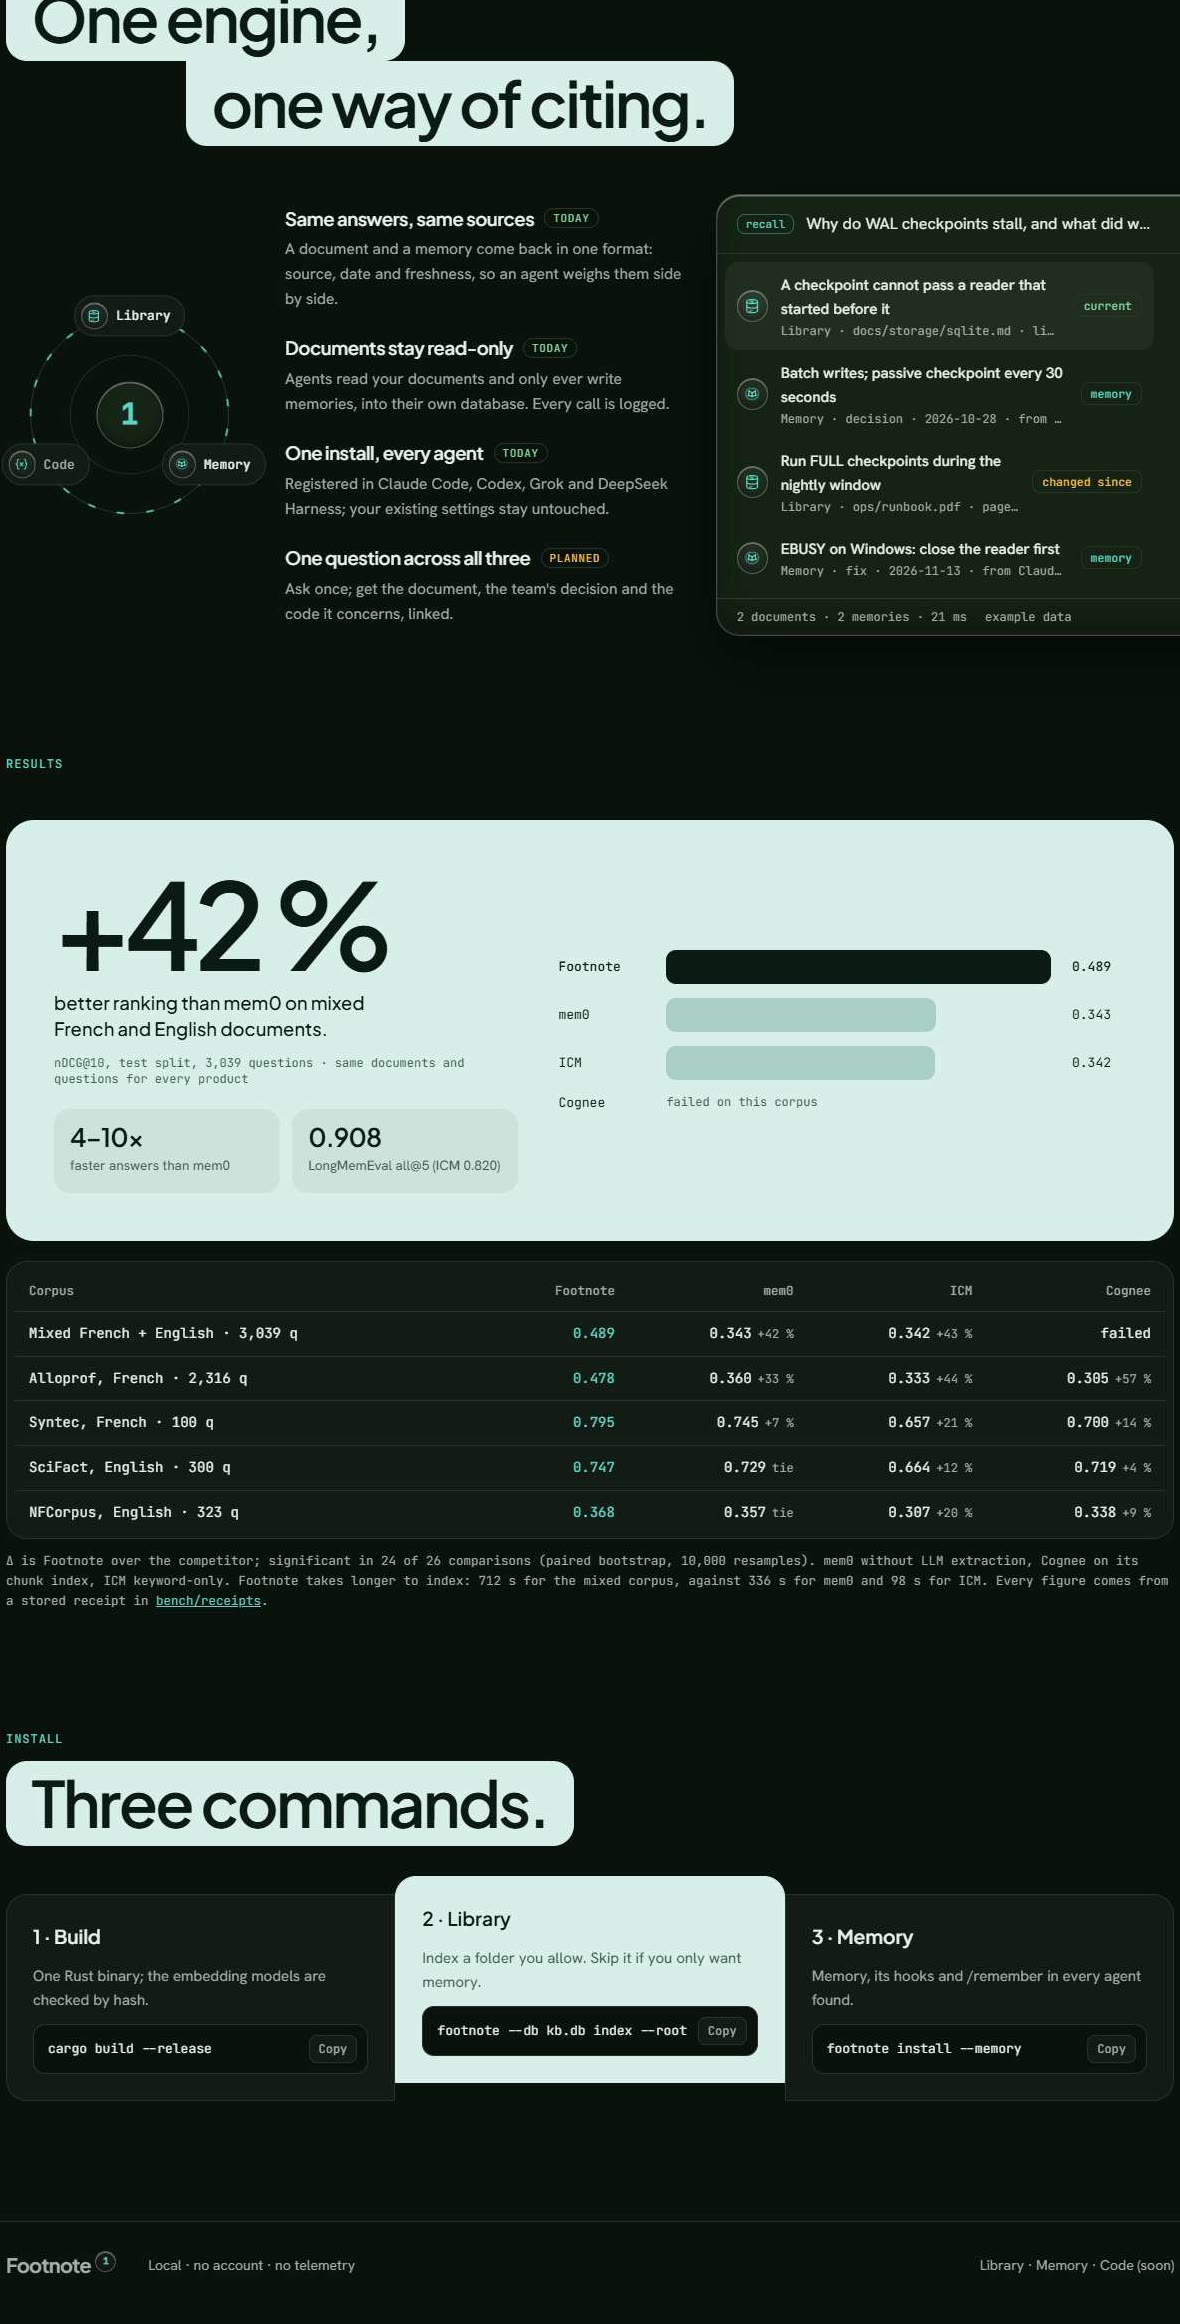 One engine,
one way of citing.
Library
1
Code
Memory
Same answers, same sources TODAY
A document and a memory come back in one format:
source, date and freshness, so an agent weighs them side
by side.
Documents stay read-only TODAY
Agents read your documents and only ever write
memories, into their own database. Every call is logged.
One install, every agent TODAY
Registered in Claude Code, Codex, Grok and DeepSeek
Harness; your existing settings stay untouched.
One question across all three PLANNED
Ask once; get the document, the team's decision and the
code it concerns, linked.
recall Why do WAL checkpoints stall, and what did w…
A checkpoint cannot pass a reader that
started before it
Library · docs/storage/sqlite.md · li…
current
Batch writes; passive checkpoint every 30
seconds
Memory · decision · 2026-10-28 · from …
memory
Run FULL checkpoints during the
nightly window
Library · ops/runbook.pdf · page…
changed since
EBUSY on Windows: close the reader first
Memory · fix · 2026-11-13 · from Claud…
memory
2 documents · 2 memories · 21 ms example data
RESULTS
+42 %
better ranking than mem0 on mixed
French and English documents.
nDCG@10, test split, 3,039 questions · same documents and
questions for every product
4–10×
faster answers than mem0
0.908
LongMemEval all@5 (ICM 0.820)
Footnote 0.489
mem0 0.343
ICM 0.342
Cognee failed on this corpus
Corpus Footnote mem0 ICM Cognee
Mixed French + English · 3,039 q 0.489 0.343 +42 % 0.342 +43 % failed
Alloprof, French · 2,316 q 0.478 0.360 +33 % 0.333 +44 % 0.305 +57 %
Syntec, French · 100 q 0.795 0.745 +7 % 0.657 +21 % 0.700 +14 %
SciFact, English · 300 q 0.747 0.729 tie 0.664 +12 % 0.719 +4 %
NFCorpus, English · 323 q 0.368 0.357 tie 0.307 +20 % 0.338 +9 %
Δ is Footnote over the competitor; significant in 24 of 26 comparisons (paired bootstrap, 10,000 resamples). mem0 without LLM extraction, Cognee on its
chunk index, ICM keyword-only. Footnote takes longer to index: 712 s for the mixed corpus, against 336 s for mem0 and 98 s for ICM. Every figure comes from
a stored receipt in bench/receipts.
INSTALL
Three commands.
1 · Build
One Rust binary; the embedding models are
checked by hash.
cargo build --release Copy
2 · Library
Index a folder you allow. Skip it if you only want
memory.
footnote --db kb.db index --root Copy
3 · Memory
Memory, its hooks and /remember in every agent
found.
footnote install --memory Copy
Footnote 1 Local · no account · no telemetry
Library · Memory · Code (soon)